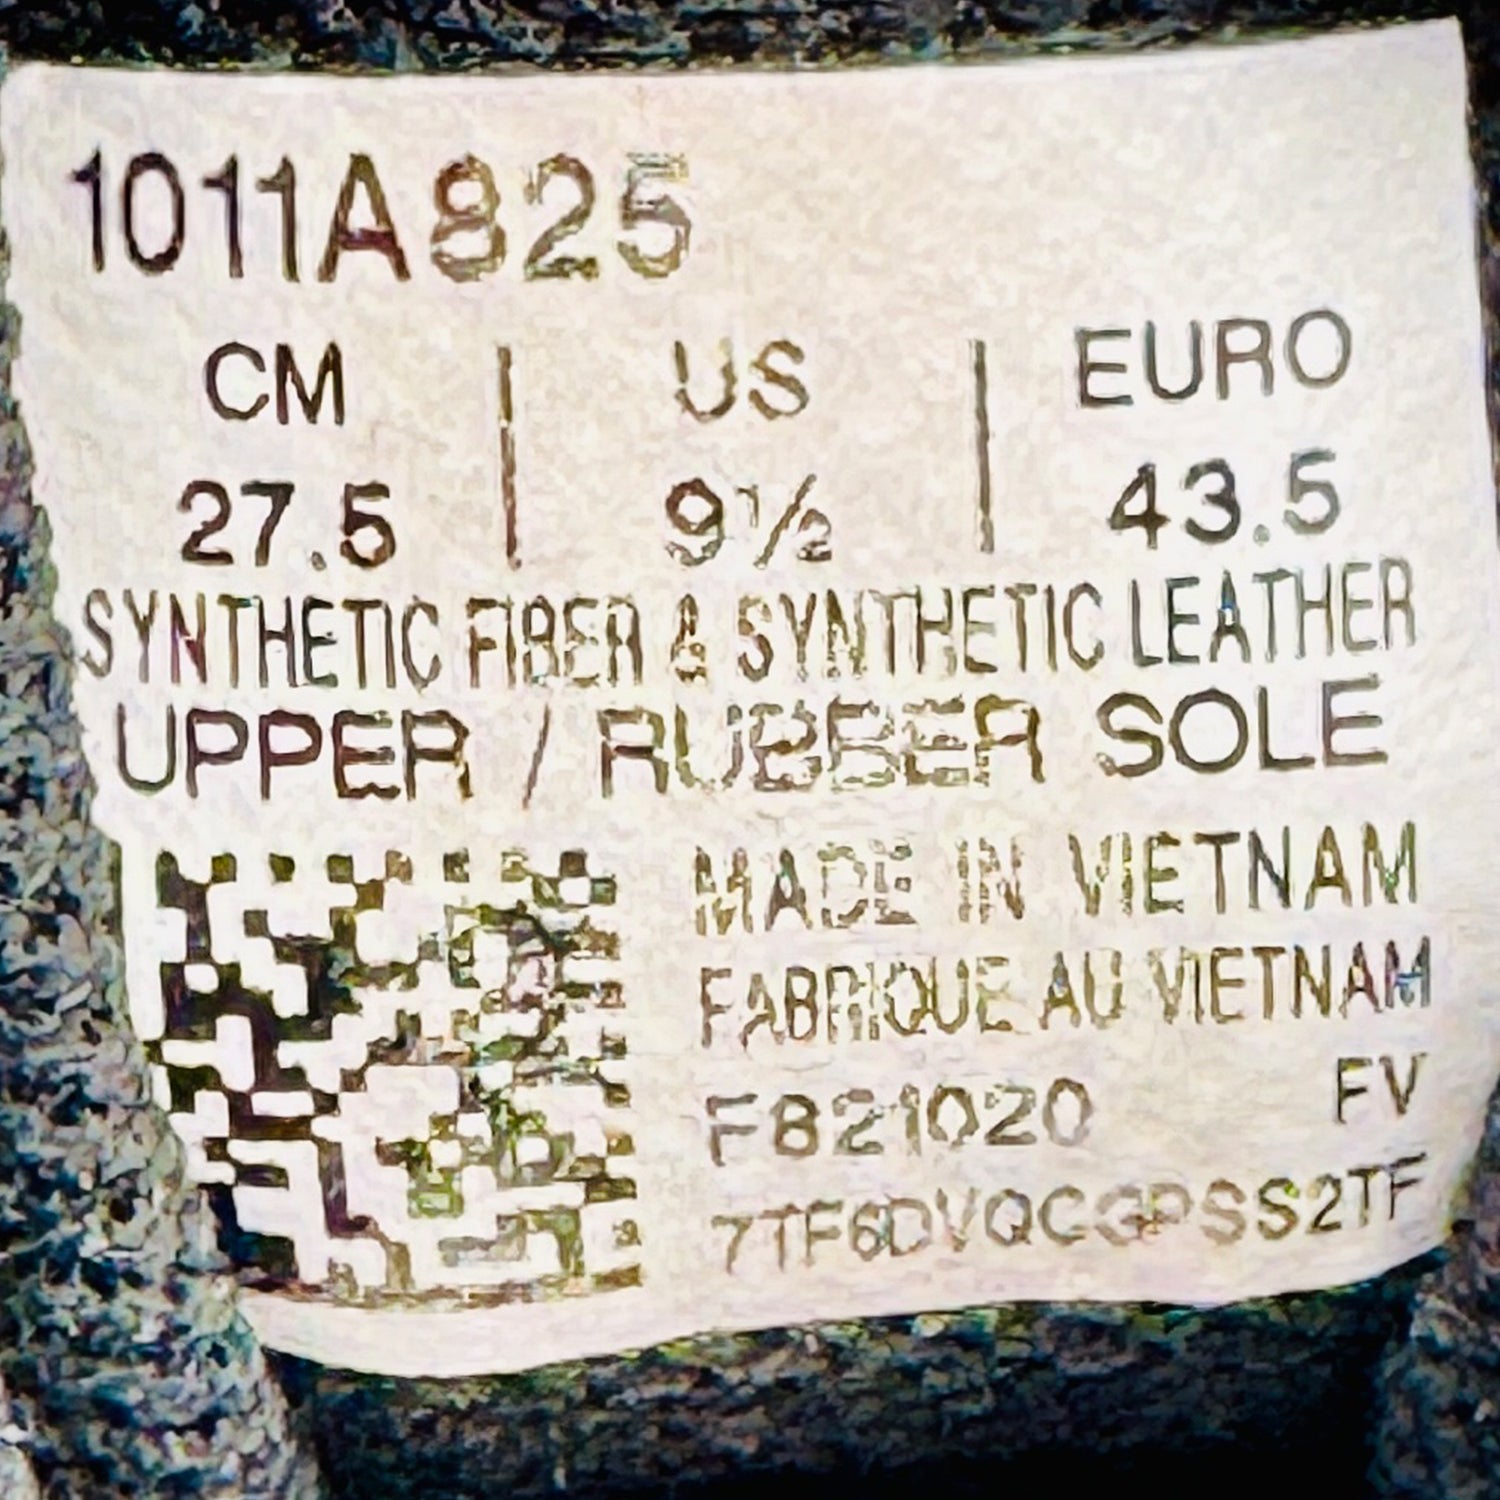 1011A825
CM | US | EURO
27.5 | 9½ | 43.5
SYNTHETIC FIBER & SYNTHETIC LEATHER
UPPER / RUBBER SOLE
MADE IN VIETNAM
FABRIQUE AU VIETNAM
F821020 FV
7TF6DVQCGPSS2TF